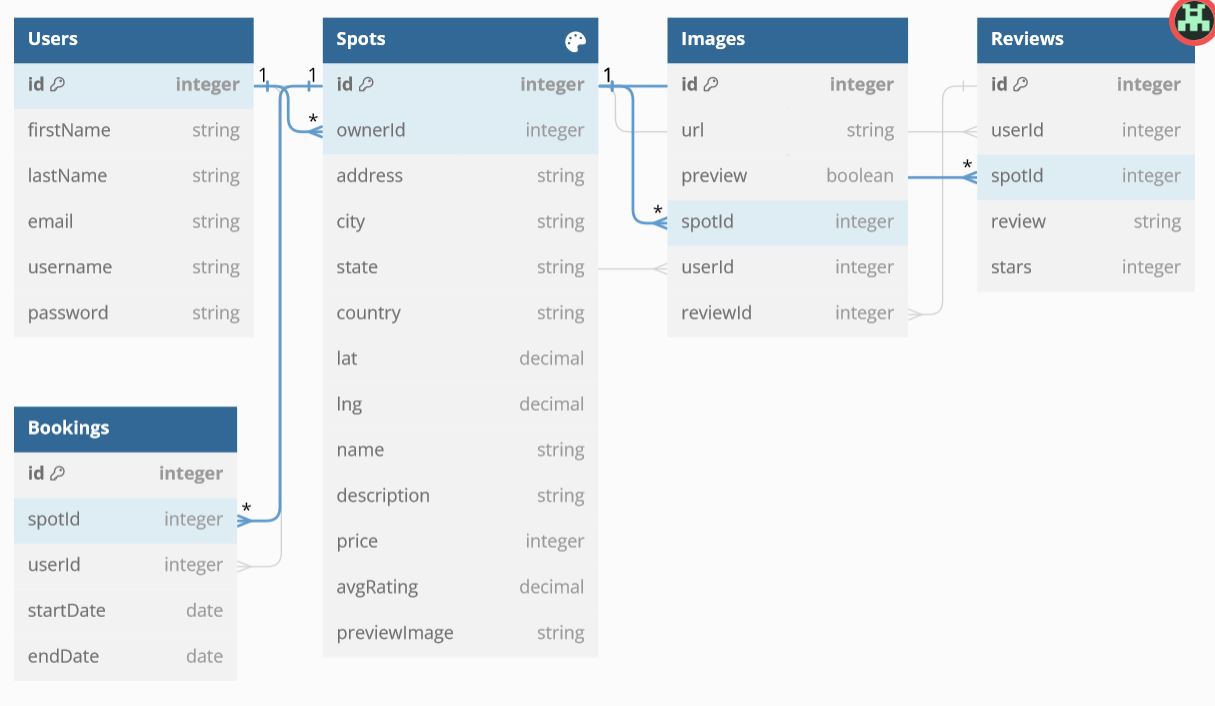 Users
id integer
firstName string
lastName string
email string
username string
password string
Bookings
id integer
spotId integer
userId integer
startDate date
endDate date
Spots
id integer
ownerId integer
address string
city string
state string
country string
lat decimal
lng decimal
name string
description string
price integer
avgRating decimal
previewImage string
Images
id integer
url string
preview boolean
spotId integer
userId integer
reviewId integer
Reviews
id integer
userId integer
spotId integer
review string
stars integer
1
1
*
1
*
*
*